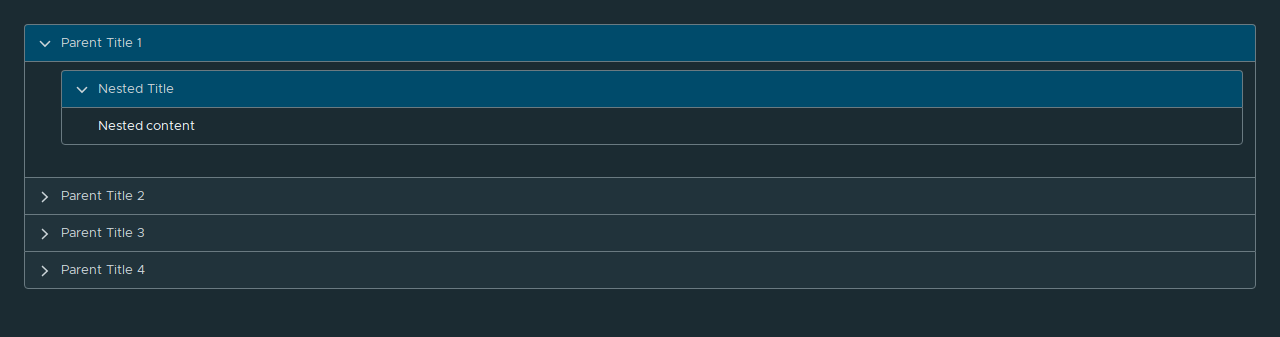 Parent Title 1
Nested Title
Nested content
Parent Title 2
Parent Title 3
Parent Title 4